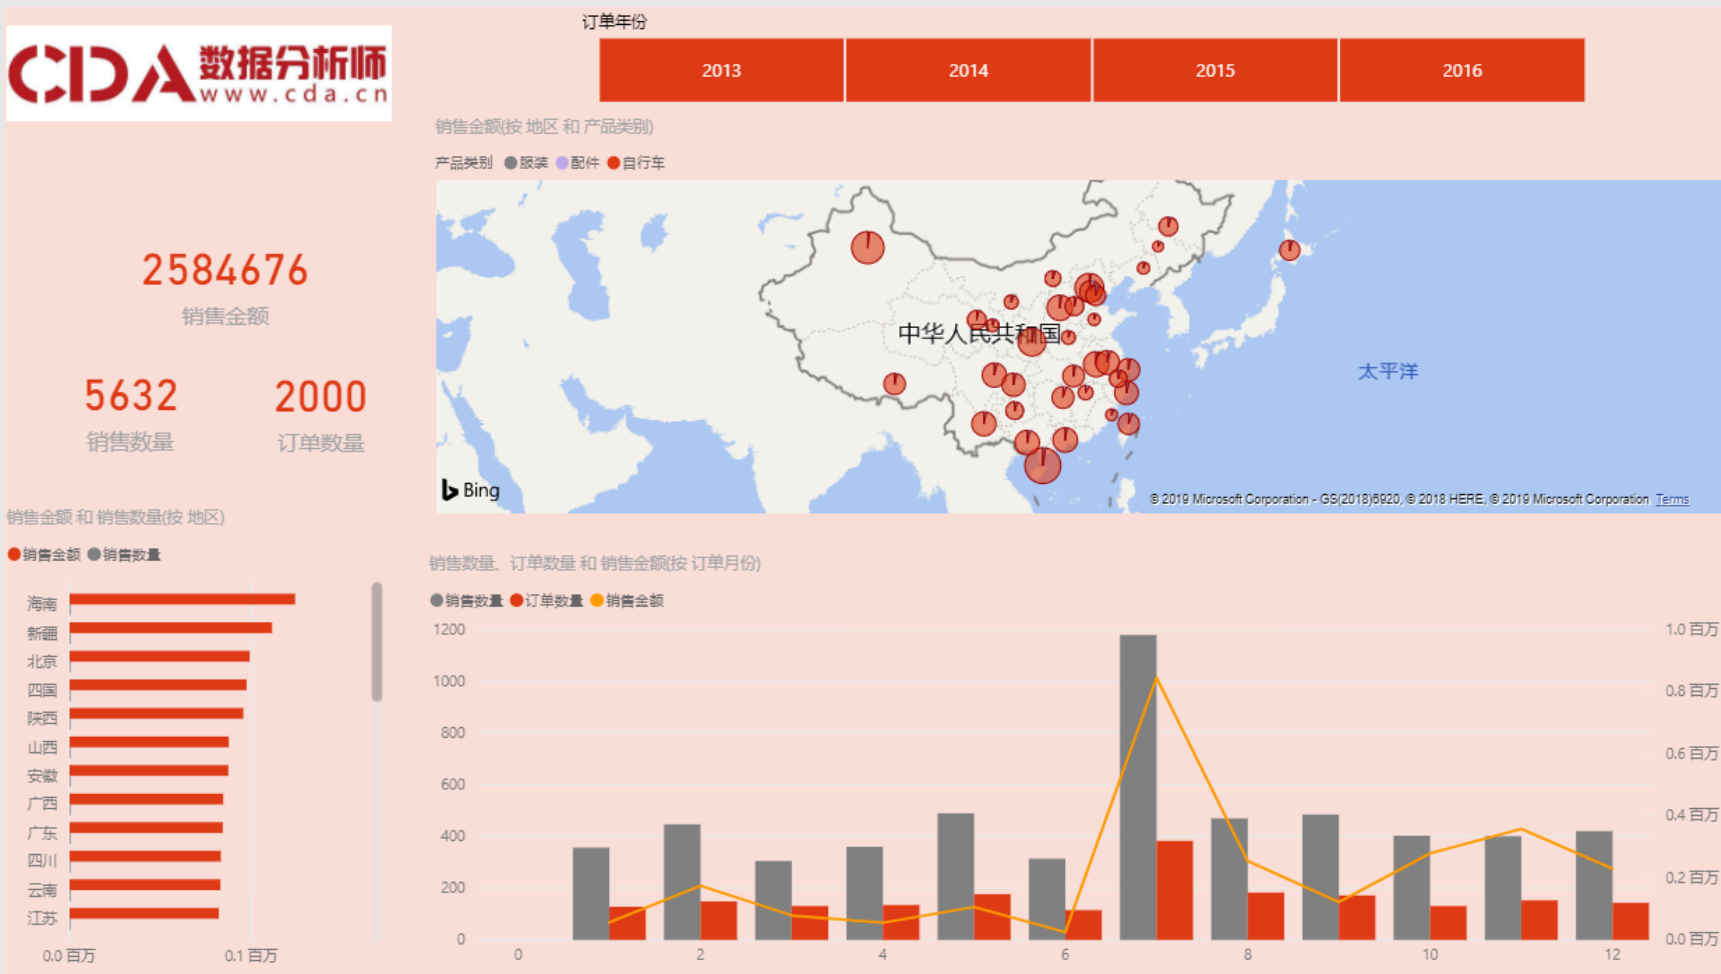 订单年份
CDA数据分析师
www.cda.cn
2013 2014 2015 2016
销售金额(按 地区 和 产品类别)
产品类别 服装 配件 自行车
2584676
销售金额
5632 2000
销售数量 订单数量
中华人民共和国
太平洋
Bing
© 2019 Microsoft Corporation - GS(2018)6920, © 2018 HERE, © 2019 Microsoft Corporation Terms
销售金额 和 销售数量(按 地区)
销售金额 销售数量
海南
新疆
北京
四国
陕西
山西
安徽
广西
广东
四川
云南
江苏
0.0 百万 0.1 百万
销售数量、订单数量 和 销售金额(按 订单月份)
销售数量 订单数量 销售金额
1200 1.0 百万
1000 0.8 百万
800 0.6 百万
600 0.4 百万
400 0.2 百万
200 0.0 百万
0
0 2 4 6 8 10 12